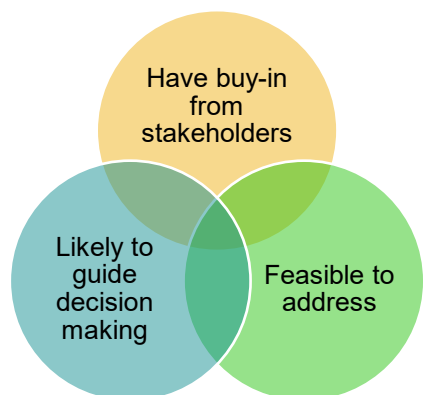 Have buy-in
from
stakeholders
Likely to
guide
decision
making
Feasible to
address